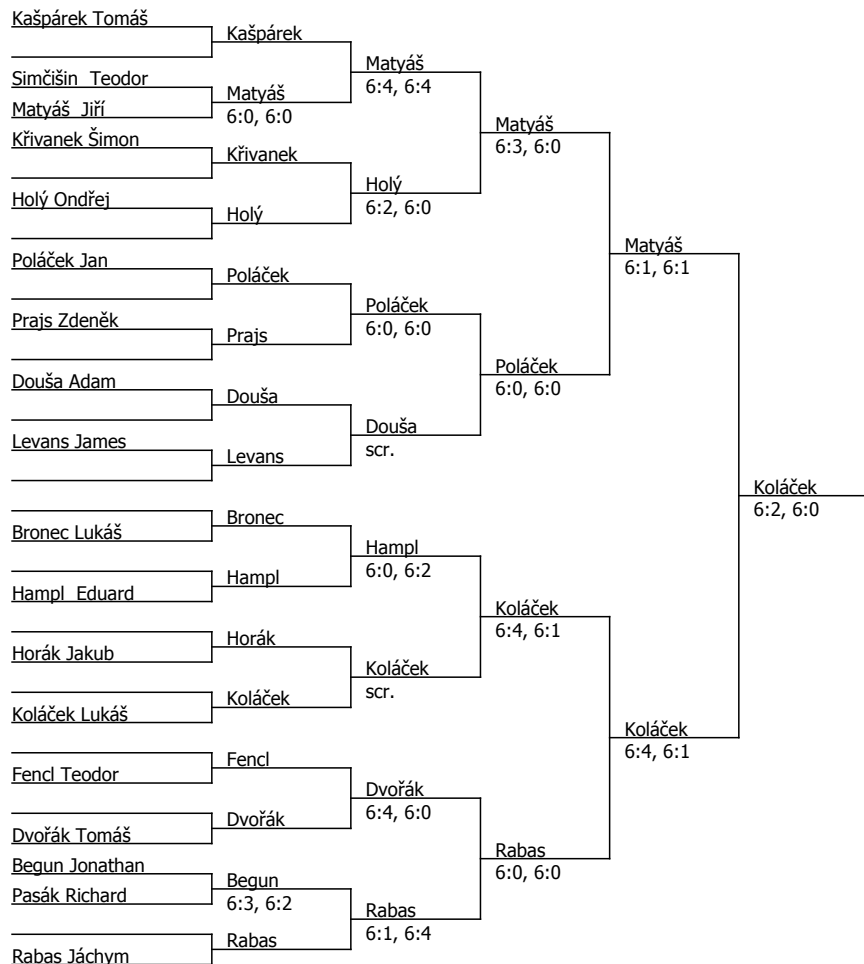 Kašpárek Tomáš
Simčišin Teodor
Matyáš Jiří
Křivanek Šimon
Holý Ondřej
Poláček Jan
Prajs Zdeněk
Douša Adam
Levans James
Bronec Lukáš
Hampl Eduard
Horák Jakub
Koláček Lukáš
Fencl Teodor
Dvořák Tomáš
Begun Jonathan
Pasák Richard
Rabas Jáchym
Kašpárek
Matyáš
6:0, 6:0
Křivanek
Holý
Poláček
Prajs
Douša
Levans
Bronec
Hampl
Horák
Koláček
Fencl
Dvořák
Begun
6:3, 6:2
Rabas
Matyáš
6:4, 6:4
Holý
6:2, 6:0
Poláček
6:0, 6:0
Douša
scr.
Hampl
6:0, 6:2
Koláček
scr.
Dvořák
6:4, 6:0
Rabas
6:1, 6:4
Matyáš
6:3, 6:0
Poláček
6:0, 6:0
Koláček
6:4, 6:1
Rabas
6:0, 6:0
Matyáš
6:1, 6:1
Koláček
6:4, 6:1
Koláček
6:2, 6:0